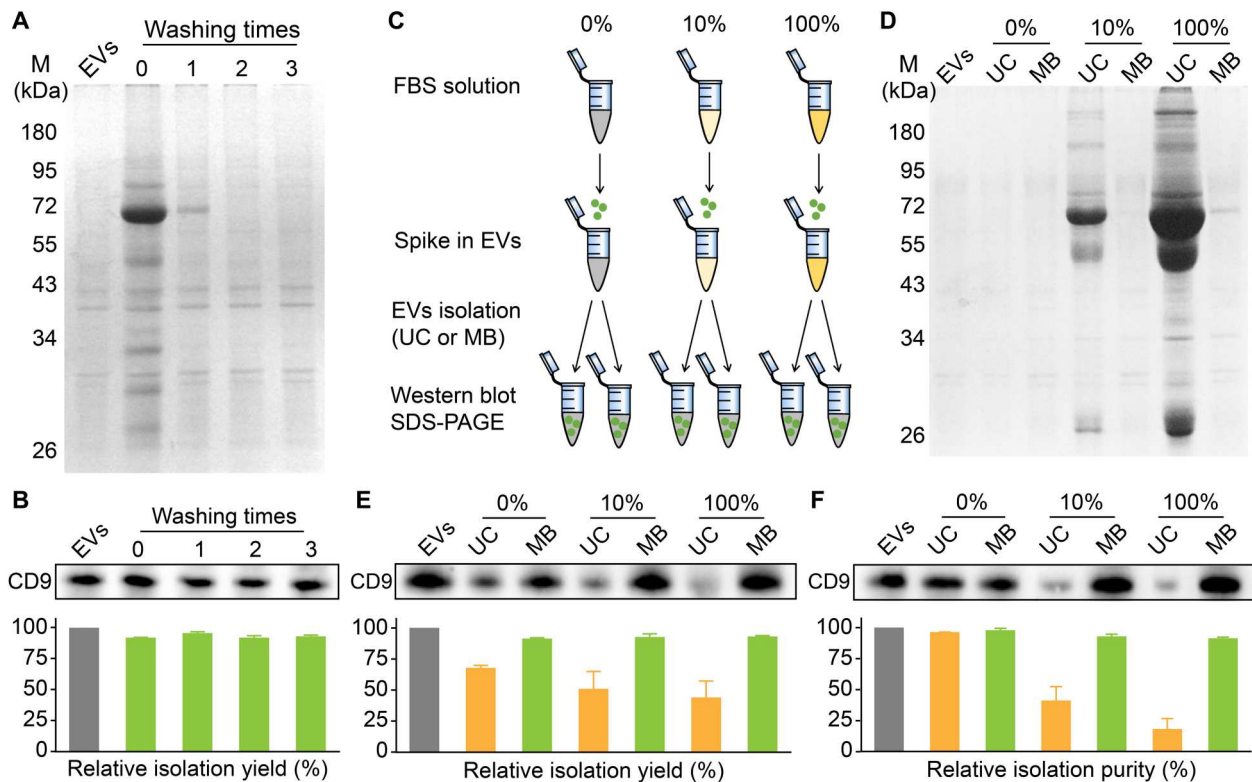 A
Washing times
EVs 0 1 2 3
M
(kDa)
180
95
72
55
43
34
26
B
Washing times
EVs 0 1 2 3
CD9
100
75
50
25
0
Relative isolation yield (%)
C
0% 10% 100%
FBS solution
Spike in EVs
EVs isolation
(UC or MB)
Western blot
SDS-PAGE
D
0% 10% 100%
EVs UC MB UC MB UC MB
M
(kDa)
180
95
72
55
43
34
26
E
0% 10% 100%
EVs UC MB UC MB UC MB
CD9
100
75
50
25
0
Relative isolation yield (%)
F
0% 10% 100%
EVs UC MB UC MB UC MB
CD9
100
75
50
25
0
Relative isolation purity (%)